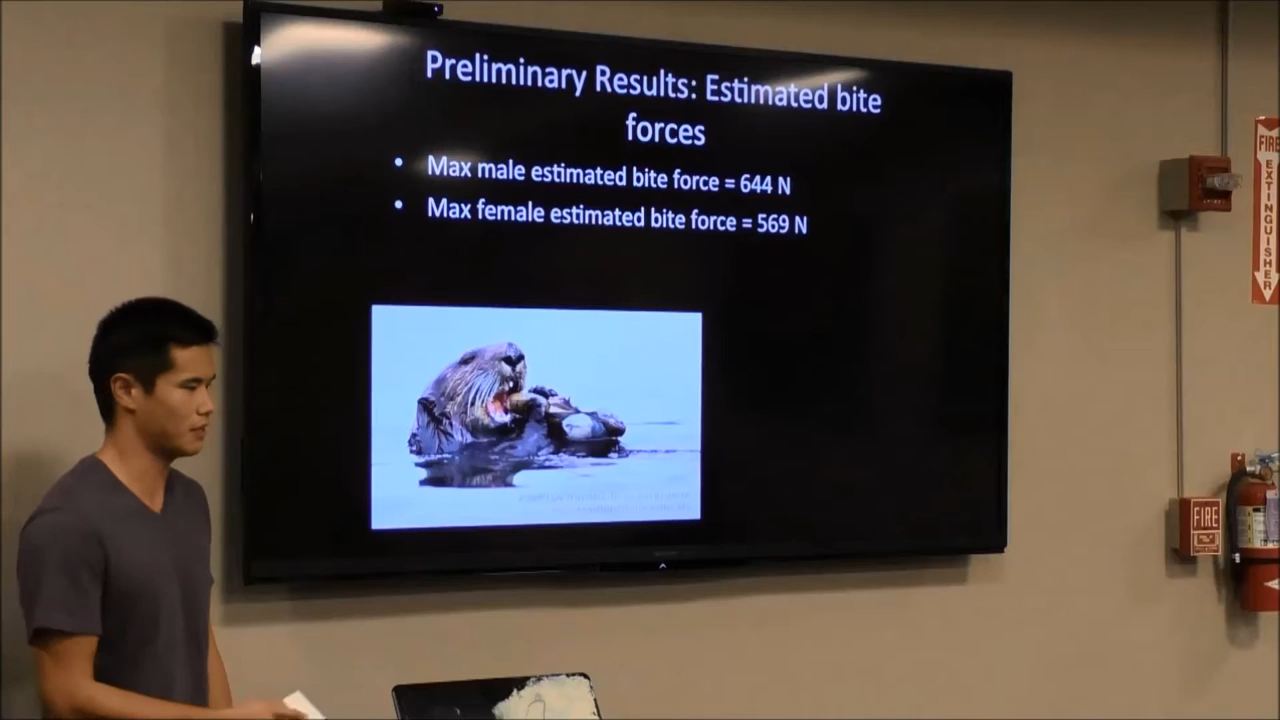 Preliminary Results: Estimated bite
forces
• Max male estimated bite force = 644 N
• Max female estimated bite force = 569 N
FIRE
EXTINGUISHER
FIRE